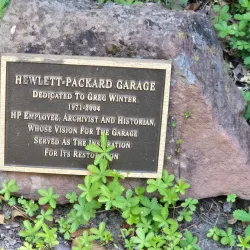 HEWLETT-PACKARD GARAGE
DEDICATED TO GREG WINTER
1971-2004
HP EMPLOYEE, ARCHIVIST AND HISTORIAN,
WHOSE VISION FOR THE GARAGE
SERVED AS THE INSPIRATION
FOR ITS RESTORATION